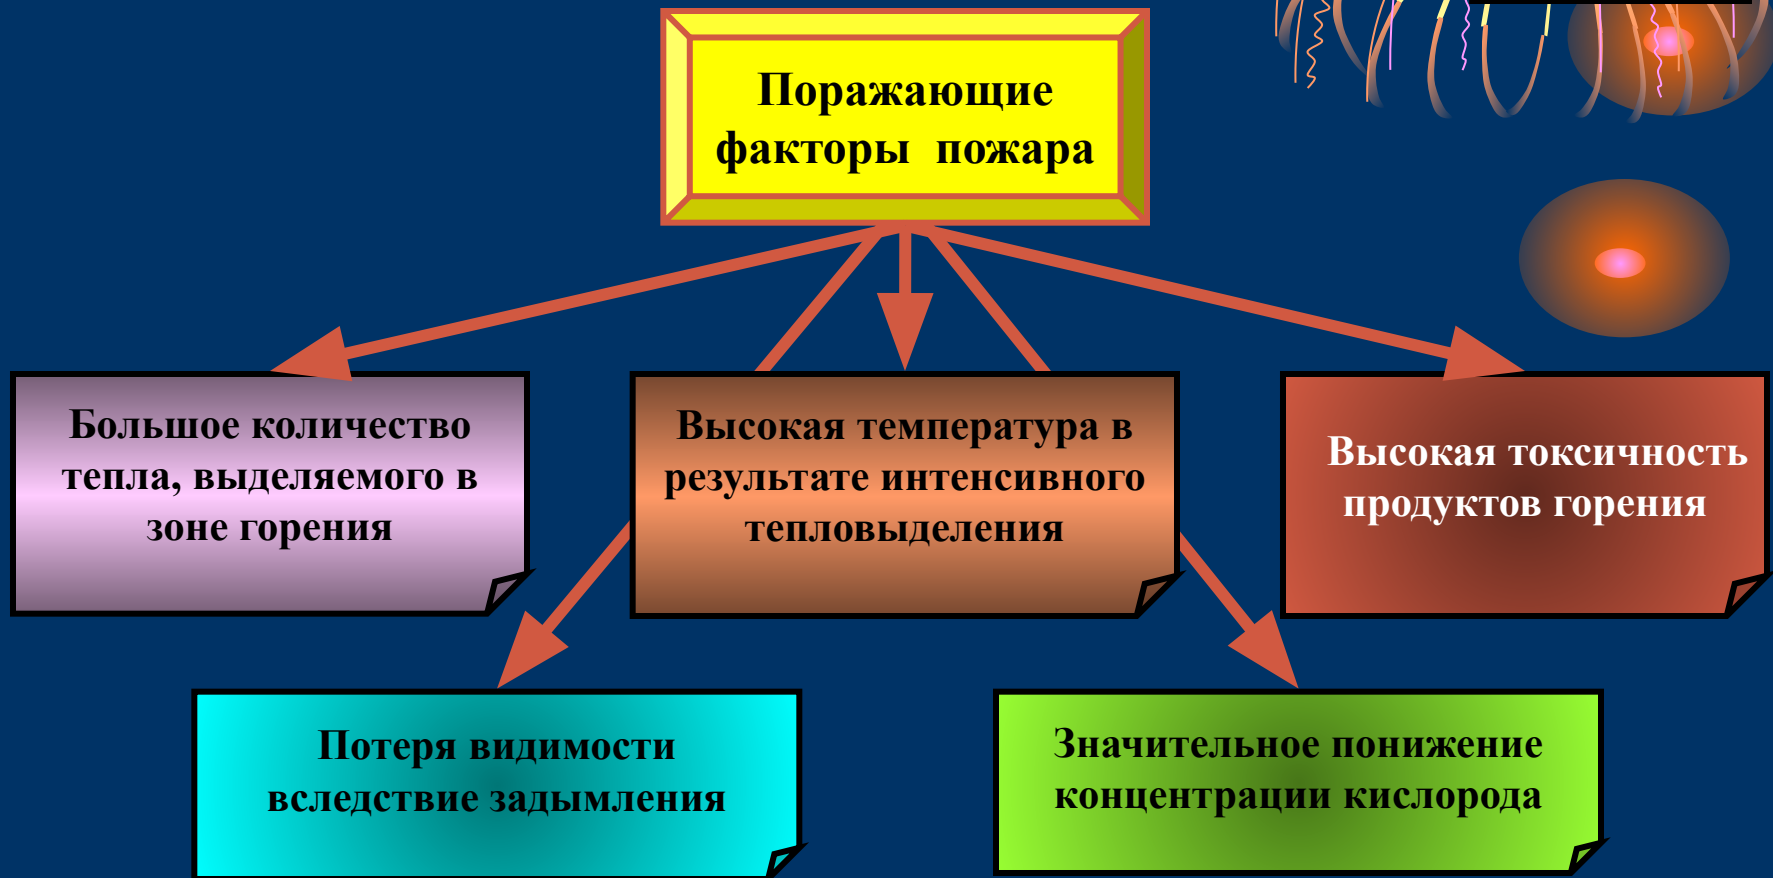 Поражающие
факторы пожара
Большое количество
тепла, выделяемого в
зоне горения
Высокая температура в
результате интенсивного
тепловыделения
Высокая токсичность
продуктов горения
Потеря видимости
вследствие задымления
Значительное понижение
концентрации кислорода